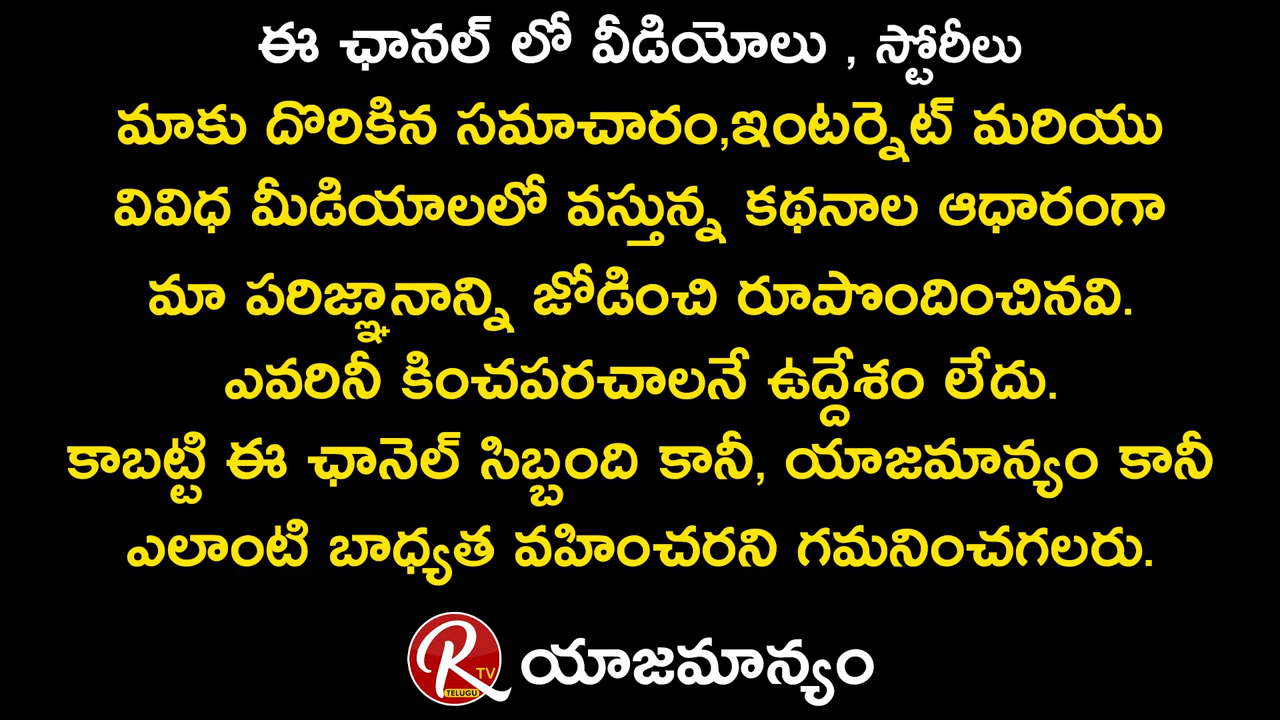 ఈ ఛానల్ లో వీడియోలు , స్టోరీలు
మాకు దొరికిన సమాచారం,ఇంటర్నెట్ మరియు
వివిధ మీడియాలలో వస్తున్న కథనాల ఆధారంగా
మా పరిజ్ఞానాన్ని జోడించి రూపొందించినవి.
ఎవరినీ కించపరచాలనే ఉద్దేశం లేదు.
కాబట్టి ఈ ఛానెల్ సిబ్బంది కానీ, యాజమాన్యం కానీ
ఎలాంటి బాధ్యత వహించరని గమనించగలరు.
R TV TELUGU యాజమాన్యం